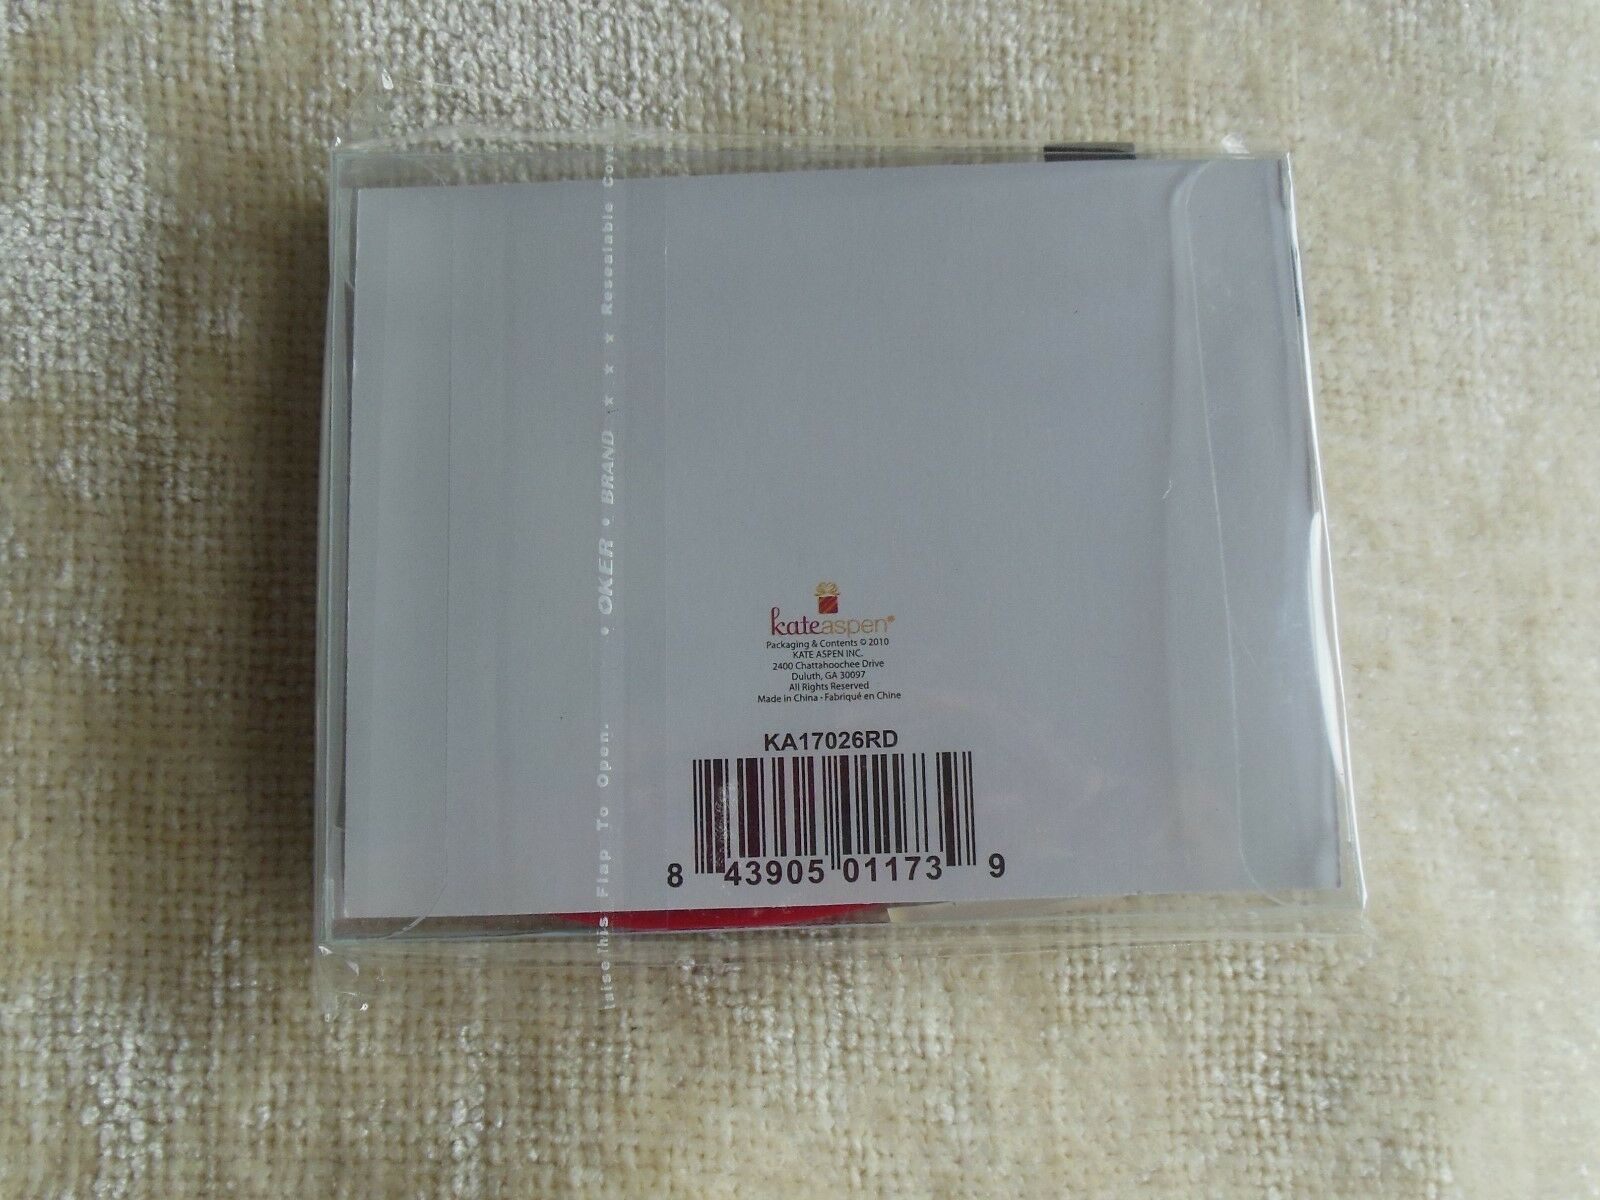 kateaspen®
Packaging & Contents © 2010
KATE ASPEN INC.
2400 Chattahoochee Drive
Duluth, GA 30097
All Rights Reserved
Made in China • Fabriqué en Chine
KA17026RD
8 43905 01173 9
This Flap To Open. • OKER • BRAND ★ ★ ★ Resealable